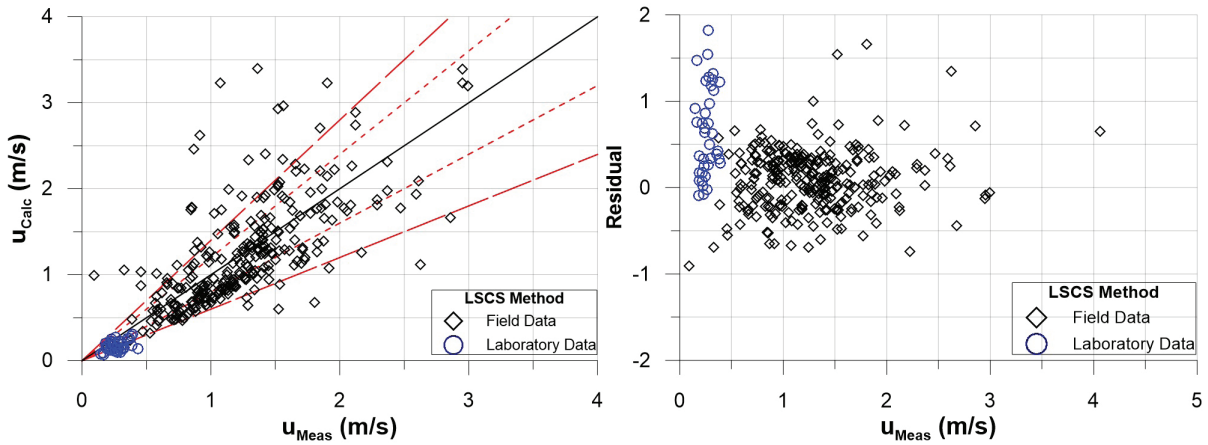 4
3
2
1
0
u_Calc (m/s)
0 1 2 3 4
u_Meas (m/s)
LSCS Method
Field Data
Laboratory Data
2
1
0
-1
-2
Residual
0 1 2 3 4 5
u_Meas (m/s)
LSCS Method
Field Data
Laboratory Data